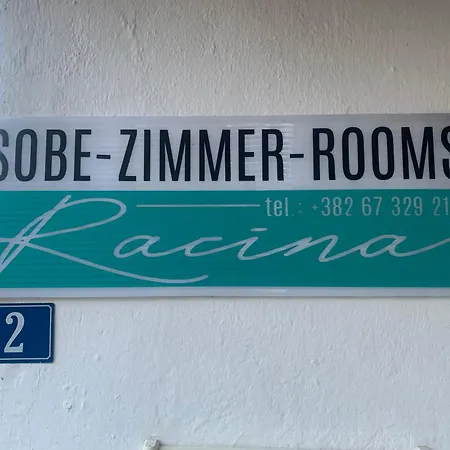 SOBE-ZIMMER-ROOMS
tel.: +382 67 329 21
Racina
2